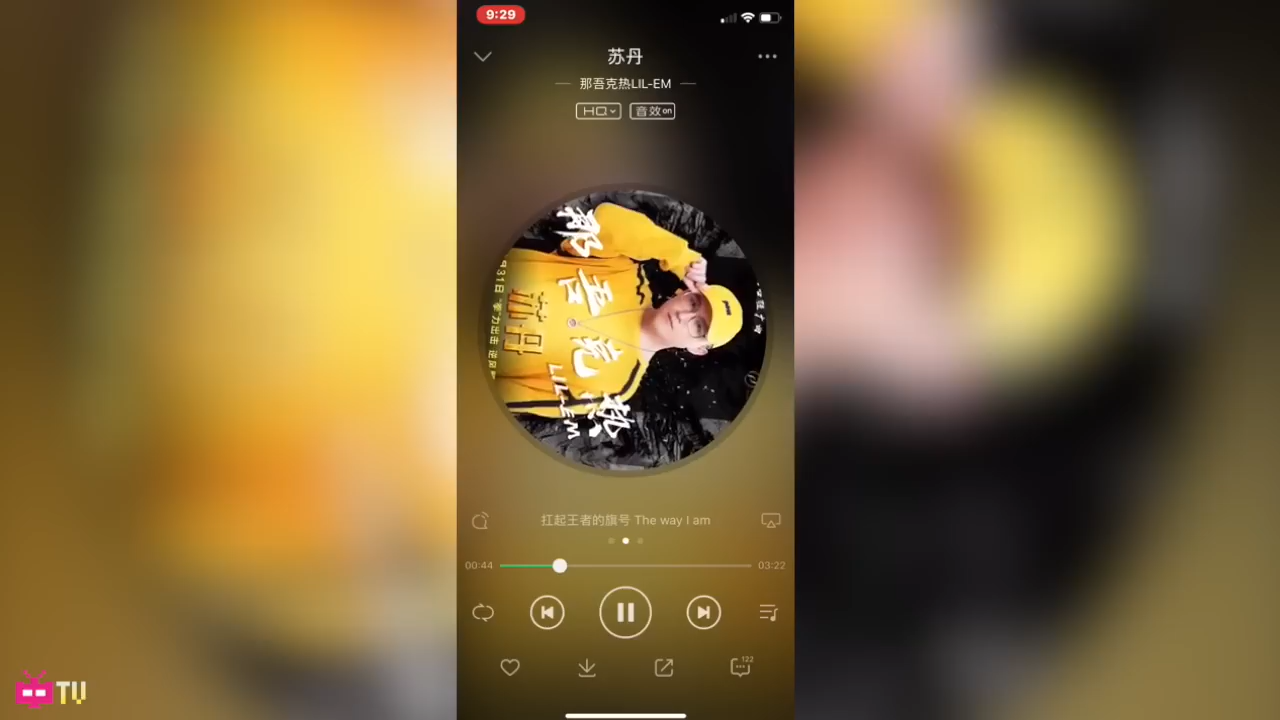 9:29
苏丹
那吾克热LIL-EM
HQ
音效on
那吾克热
LIL-EM
苏丹
扛起王者的旗号 The way I am
00:44
03:22
122
TV